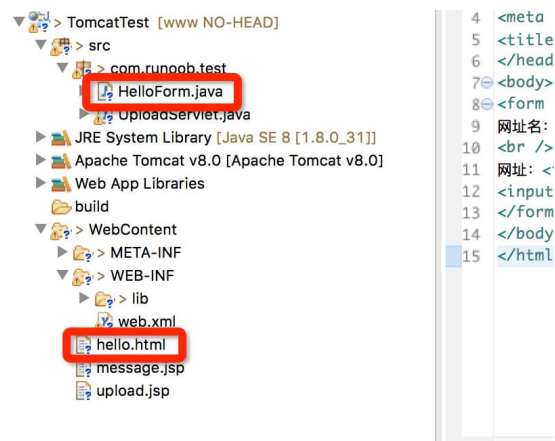 > TomcatTest [www NO-HEAD]
> src
> com.runoob.test
HelloForm.java
> UploadServlet.java
JRE System Library [Java SE 8 [1.8.0_31]]
Apache Tomcat v8.0 [Apache Tomcat v8.0]
Web App Libraries
build
> WebContent
> META-INF
> WEB-INF
> lib
web.xml
hello.html
message.jsp
upload.jsp
4 <meta
5 <title
6 </head
7 <body>
8 <form
9 网址名:
10 <br />
11 网址: <
12 <input
13 </form
14 </body
15 </html